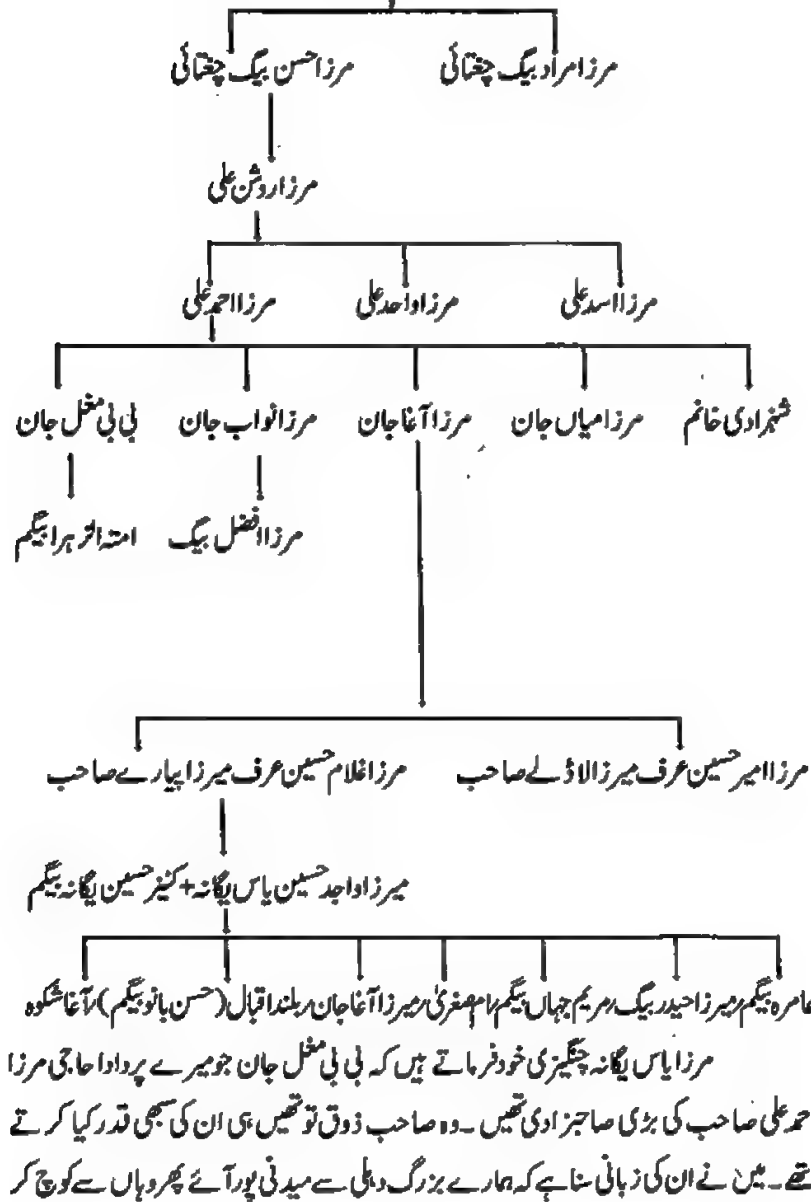 مرزا مراد بیگ چغتائی مرزا حسن بیگ چغتائی
مرزا روشن علی
مرزا اسد علی مرزا واحد علی مرزا احمد علی
شہزادی خانم مرزا میاں جان مرزا آغا جان مرزا نواب جان بی بی مغل جان
مرزا افضل بیگ امتہ الزہرا بیگم
مرزا امیر حسین عرف میرزا لاڈلے صاحب مرزا غلام حسین عرف میرزا پیارے صاحب
میرزا واجد حسین یاس یگانہ + کنیز حسین یگانہ بیگم
عامرہ بیگم، میرزا حیدر بیگ، مریم جہاں بیگم، ام صغریٰ، میرزا آغا جان، بلند اقبال (حسن بانو بیگم)، آغا شکوہ
مرزا یاس یگانہ چنگیزی خود فرماتے ہیں کہ بی بی مغل جان جو میرے پردادا حاجی مرزا
حمد علی صاحب کی بڑی صاحبزادی تھیں۔ وہ صاحب ذوق تو تھیں ہی ان کی سبھی قدر کیا کرتے
تھے۔ میں نے ان کی زبانی سنا ہے کہ ہمارے بزرگ دہلی سے میدنی پور آئے پھر وہاں سے کوچ کر